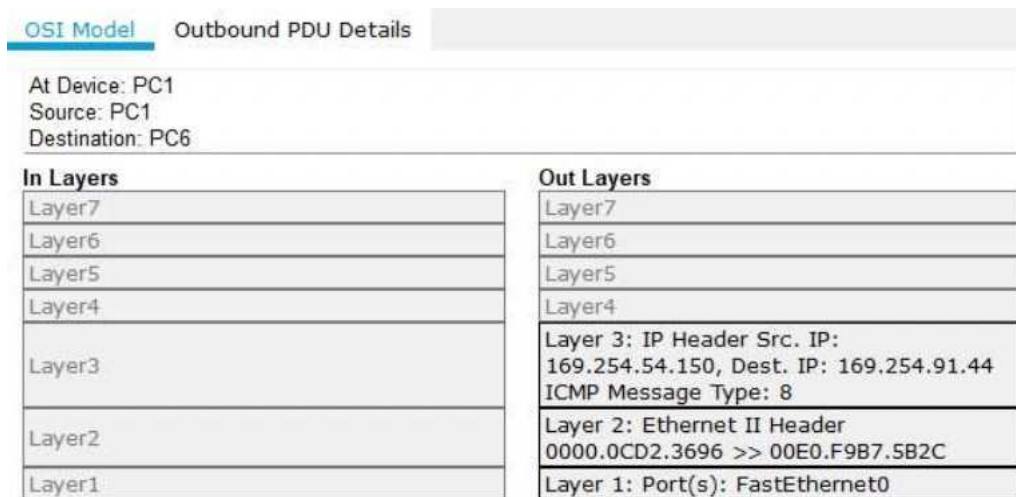 OSI Model Outbound PDU Details
At Device: PC1
Source: PC1
Destination: PC6
In Layers
Layer7
Layer6
Layer5
Layer4
Layer3
Layer2
Layer1
Out Layers
Layer7
Layer6
Layer5
Layer4
Layer 3: IP Header Src. IP:
169.254.54.150, Dest. IP: 169.254.91.44
ICMP Message Type: 8
Layer 2: Ethernet II Header
0000.0CD2.3696 >> 00E0.F9B7.5B2C
Layer 1: Port(s): FastEthernet0